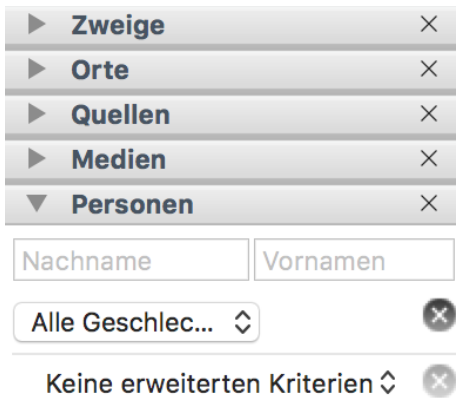 Zweige
Orte
Quellen
Medien
Personen
Nachname Vornamen
Alle Geschlec...
Keine erweiterten Kriterien